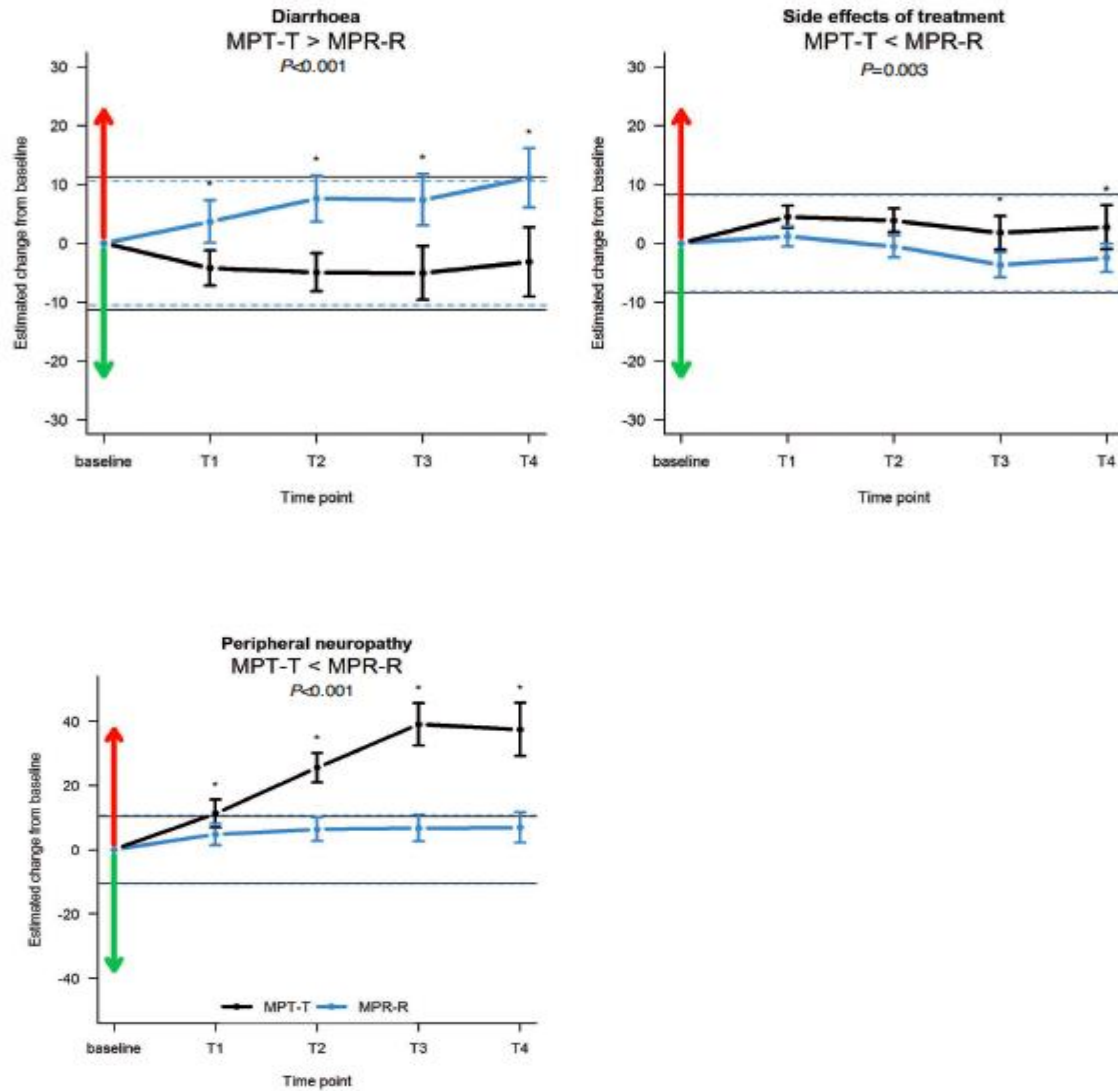 Diarrhoea
MPT-T > MPR-R
P<0.001
30
20
10
0
-10
-20
-30
Estimated change from baseline
* * * *
baseline T1 T2 T3 T4
Time point
Side effects of treatment
MPT-T < MPR-R
P=0.003
30
20
10
0
-10
-20
-30
Estimated change from baseline
* *
baseline T1 T2 T3 T4
Time point
Peripheral neuropathy
MPT-T < MPR-R
P<0.001
40
20
0
-20
-40
Estimated change from baseline
* * * *
MPT-T MPR-R
baseline T1 T2 T3 T4
Time point